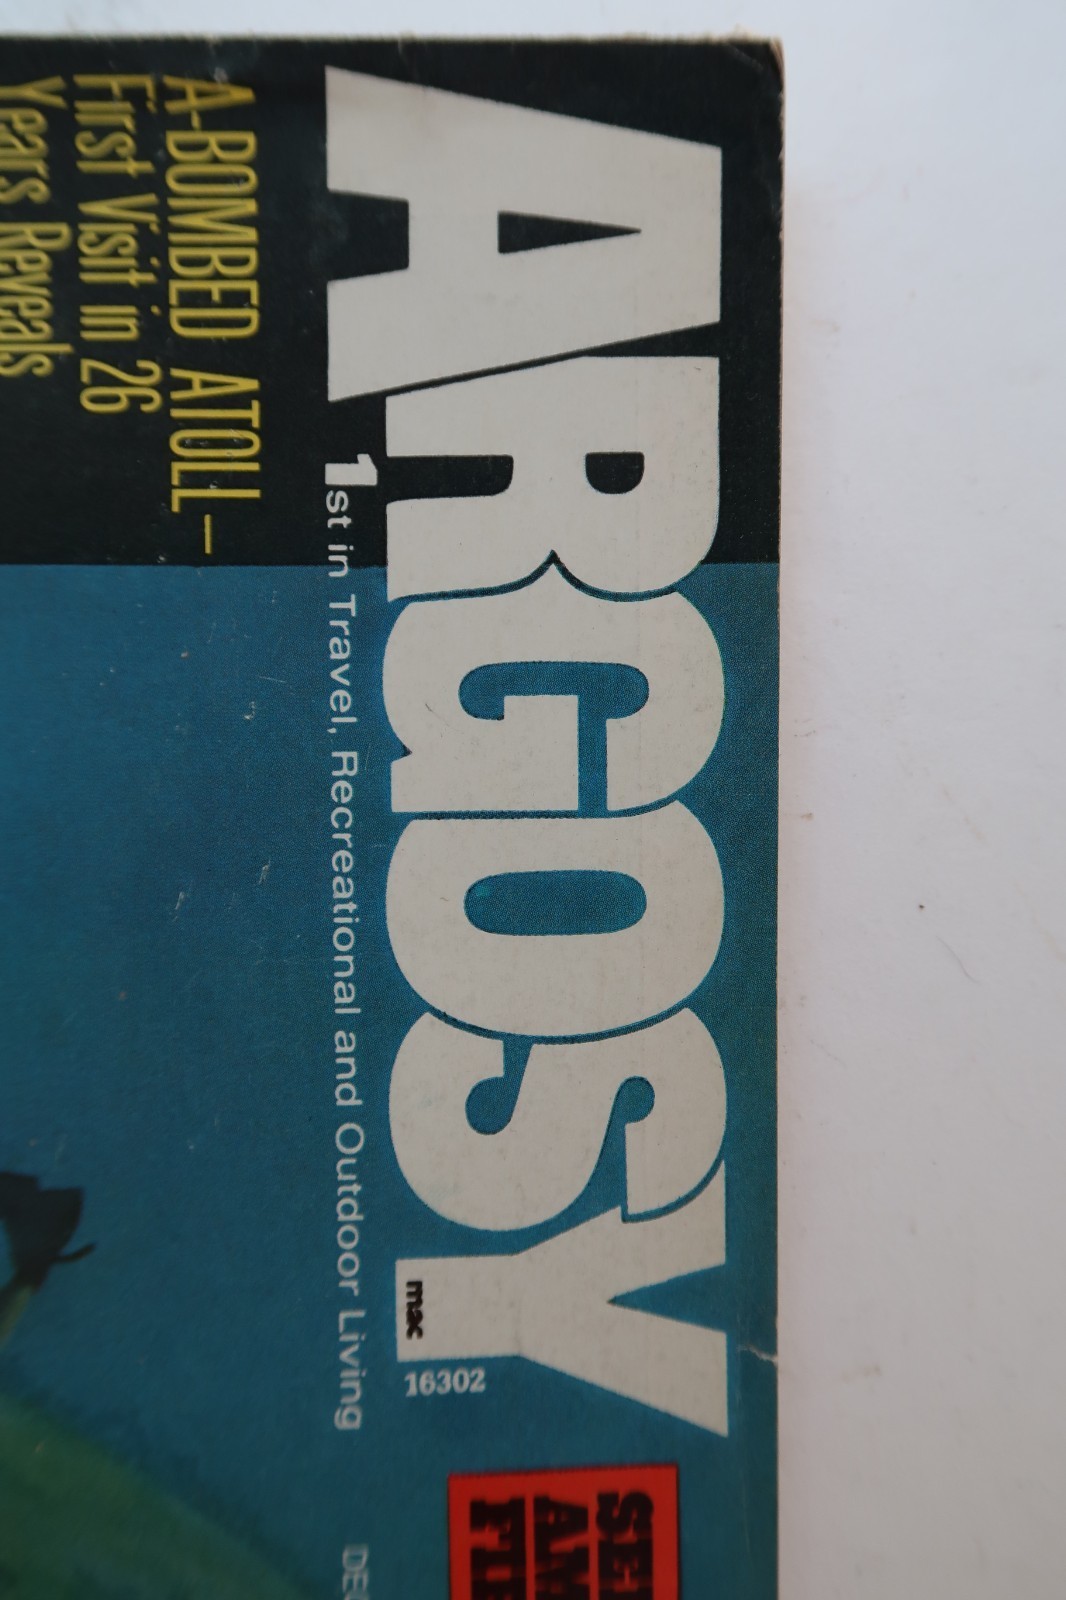 ARGOSY
mac
16302
1st in Travel, Recreational and Outdoor Living
A-BOMBED ATOLL—
First Visit in 26
Years Reveals